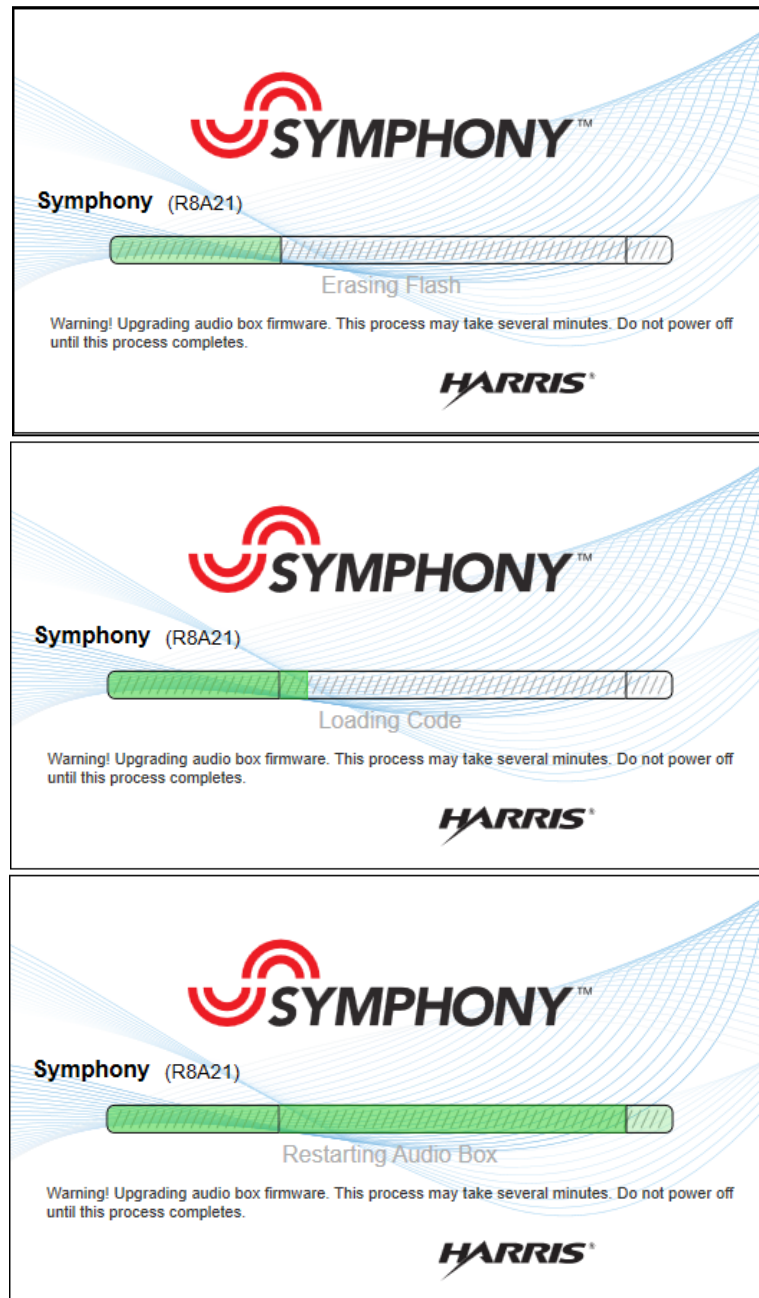 SYMPHONY™
Symphony (R8A21)
Erasing Flash
Warning! Upgrading audio box firmware. This process may take several minutes. Do not power off
until this process completes.
HARRIS®
SYMPHONY™
Symphony (R8A21)
Loading Code
Warning! Upgrading audio box firmware. This process may take several minutes. Do not power off
until this process completes.
HARRIS®
SYMPHONY™
Symphony (R8A21)
Restarting Audio Box
Warning! Upgrading audio box firmware. This process may take several minutes. Do not power off
until this process completes.
HARRIS®